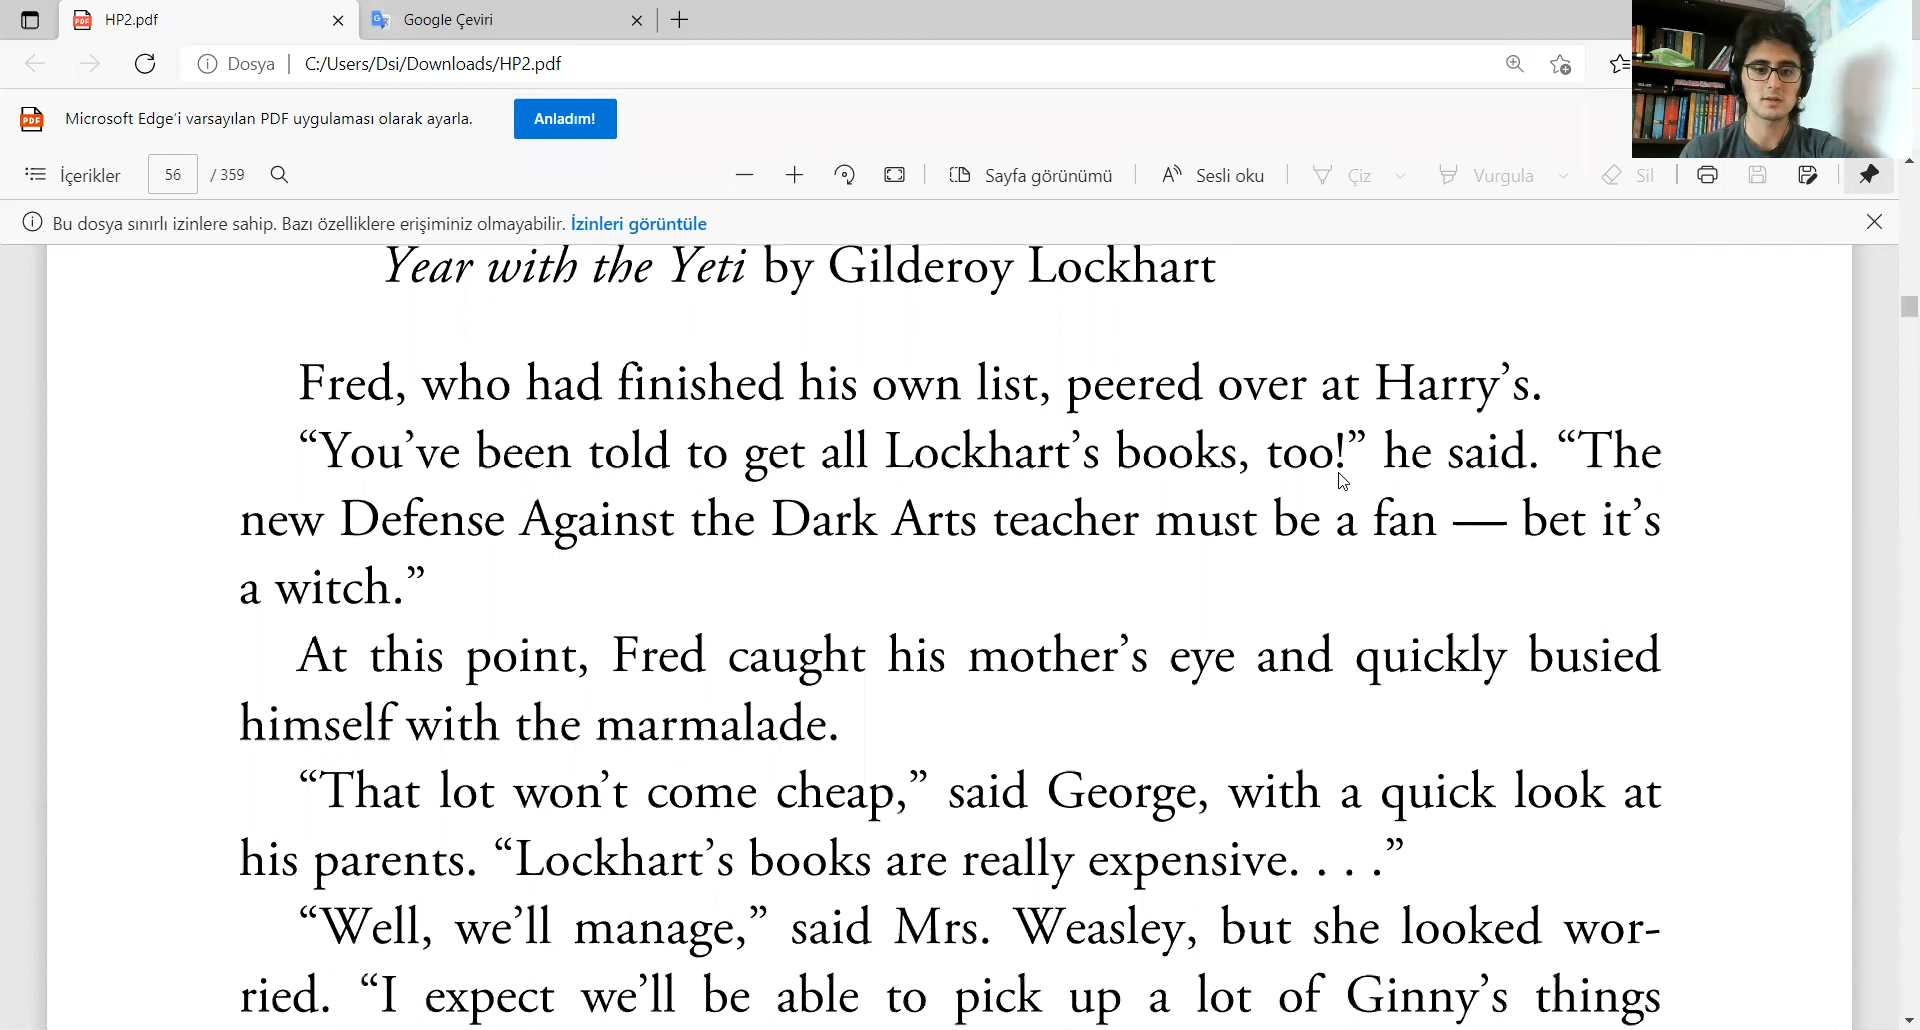 HP2.pdf
Google Çeviri
Dosya | C:/Users/Dsi/Downloads/HP2.pdf
Microsoft Edge'i varsayılan PDF uygulaması olarak ayarla.
Anladım!
İçerikler
56 / 359
Sayfa görünümü
Sesli oku
Çiz
Vurgula
Sil
Bu dosya sınırlı izinlere sahip. Bazı özelliklere erişiminiz olmayabilir. İzinleri görüntüle
Year with the Yeti by Gilderoy Lockhart
Fred, who had finished his own list, peered over at Harry’s.
“You’ve been told to get all Lockhart’s books, too!” he said. “The
new Defense Against the Dark Arts teacher must be a fan — bet it’s
a witch.”
At this point, Fred caught his mother’s eye and quickly busied
himself with the marmalade.
“That lot won’t come cheap,” said George, with a quick look at
his parents. “Lockhart’s books are really expensive. . . .”
“Well, we’ll manage,” said Mrs. Weasley, but she looked wor-
ried. “I expect we’ll be able to pick up a lot of Ginny’s things